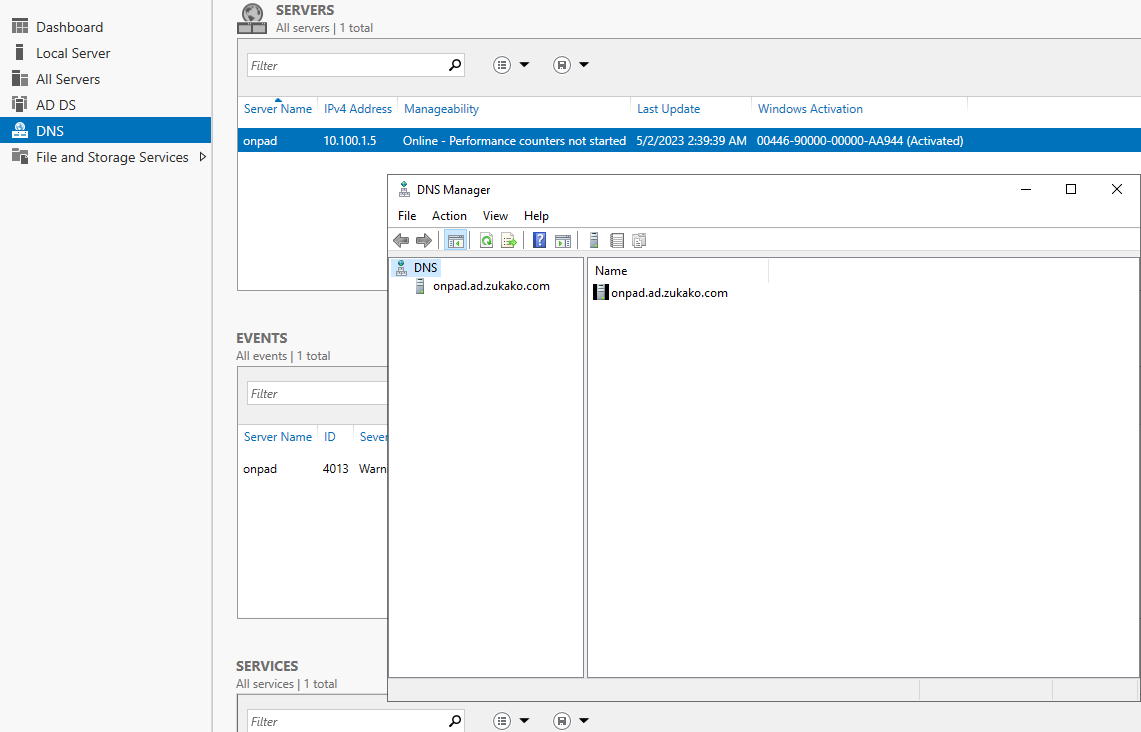 Dashboard
Local Server
All Servers
AD DS
DNS
File and Storage Services
SERVERS
All servers | 1 total
Filter
Server Name IPv4 Address Manageability Last Update Windows Activation
onpad 10.100.1.5 Online - Performance counters not started 5/2/2023 2:39:39 AM 00446-90000-00000-AA944 (Activated)
DNS Manager
File Action View Help
DNS
onpad.ad.zukako.com
Name
onpad.ad.zukako.com
EVENTS
All events | 1 total
Filter
Server Name ID Sever
onpad 4013 Warn
SERVICES
All services | 1 total
Filter